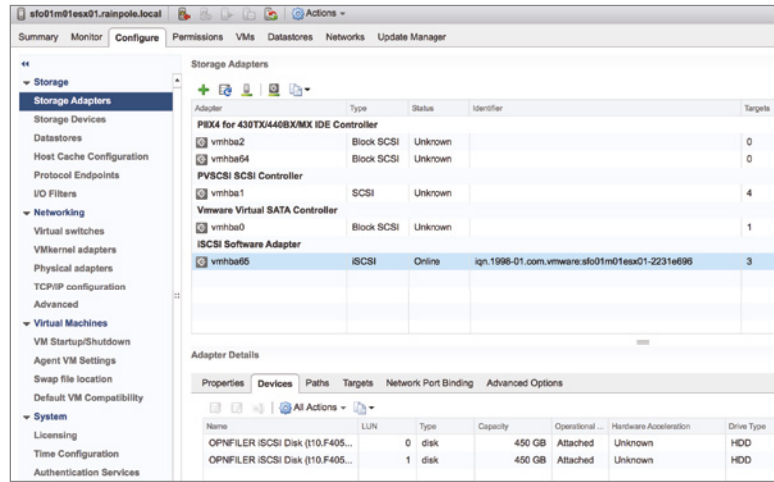 sfo01m01esx01.rainpole.local Actions
Summary Monitor Configure Permissions VMs Datastores Networks Update Manager
Storage
Storage Adapters
Storage Devices
Datastores
Host Cache Configuration
Protocol Endpoints
I/O Filters
Networking
Virtual switches
VMkernel adapters
Physical adapters
TCP/IP configuration
Advanced
Virtual Machines
VM Startup/Shutdown
Agent VM Settings
Swap file location
Default VM Compatibility
System
Licensing
Time Configuration
Authentication Services
Storage Adapters
Adapter Type Status Identifier Targets
PIIX4 for 430TX/440BX/MX IDE Controller
vmhba2 Block SCSI Unknown 0
vmhba64 Block SCSI Unknown 0
PVSCSI SCSI Controller
vmhba1 SCSI Unknown 4
Vmware Virtual SATA Controller
vmhba0 Block SCSI Unknown 1
iSCSI Software Adapter
vmhba65 iSCSI Online iqn.1998-01.com.vmware:sfo01m01esx01-2231e696 3
Adapter Details
Properties Devices Paths Targets Network Port Binding Advanced Options
All Actions
Name LUN Type Capacity Operational ... Hardware Acceleration Drive Type
OPNFILER iSCSI Disk (t10.F405... 0 disk 450 GB Attached Unknown HDD
OPNFILER iSCSI Disk (t10.F405... 1 disk 450 GB Attached Unknown HDD